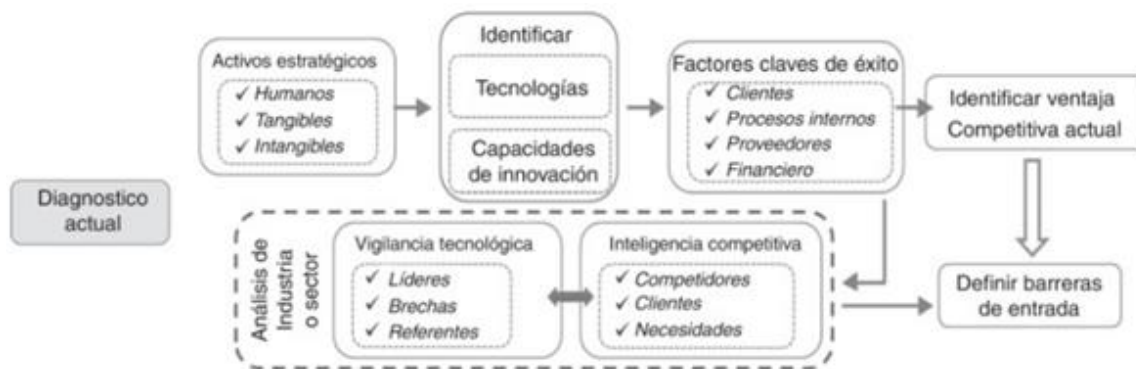 Diagnostico
actual
Activos estratégicos
✓ Humanos
✓ Tangibles
✓ Intangibles
Identificar
Tecnologías
Capacidades
de innovación
Factores claves de éxito
✓ Clientes
✓ Procesos internos
✓ Proveedores
✓ Financiero
Identificar ventaja
Competitiva actual
Análisis de
Industria
o sector
Vigilancia tecnológica
✓ Líderes
✓ Brechas
✓ Referentes
Inteligencia competitiva
✓ Competidores
✓ Clientes
✓ Necesidades
Definir barreras
de entrada